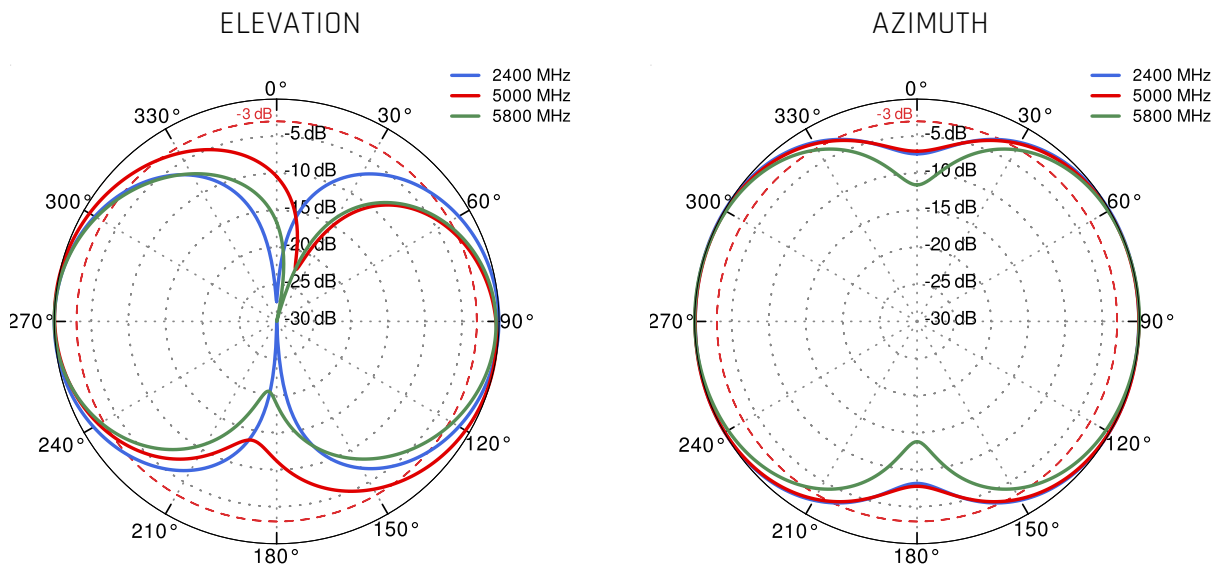 ELEVATION
2400 MHz
5000 MHz
5800 MHz
0°
330°
30°
-3 dB
-5 dB
-10 dB
300°
60°
-15 dB
-20 dB
-25 dB
270°
-30 dB
90°
240°
120°
210°
150°
180°
AZIMUTH
2400 MHz
5000 MHz
5800 MHz
0°
330°
30°
-3 dB
-5 dB
-10 dB
300°
60°
-15 dB
-20 dB
-25 dB
270°
-30 dB
90°
240°
120°
210°
150°
180°